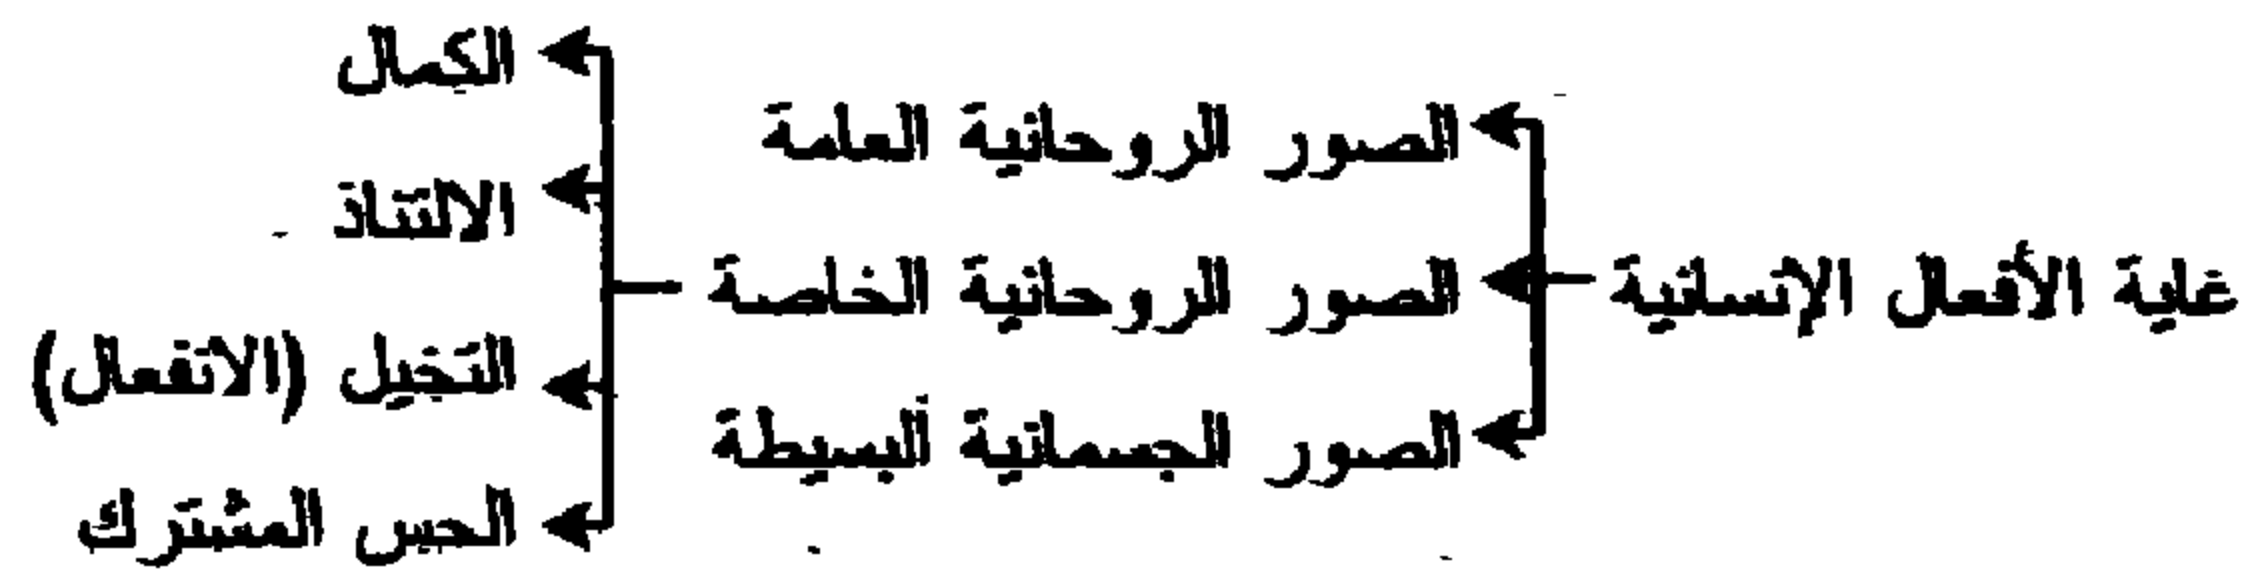 غاية الأفعال الإنسانية
الصور الروحانية العامة
الصور الروحانية الخاصة
الصور الجسمانية البسيطة
الكمال
الالتذاذ
التخيل (الانفعال)
الحس المشترك